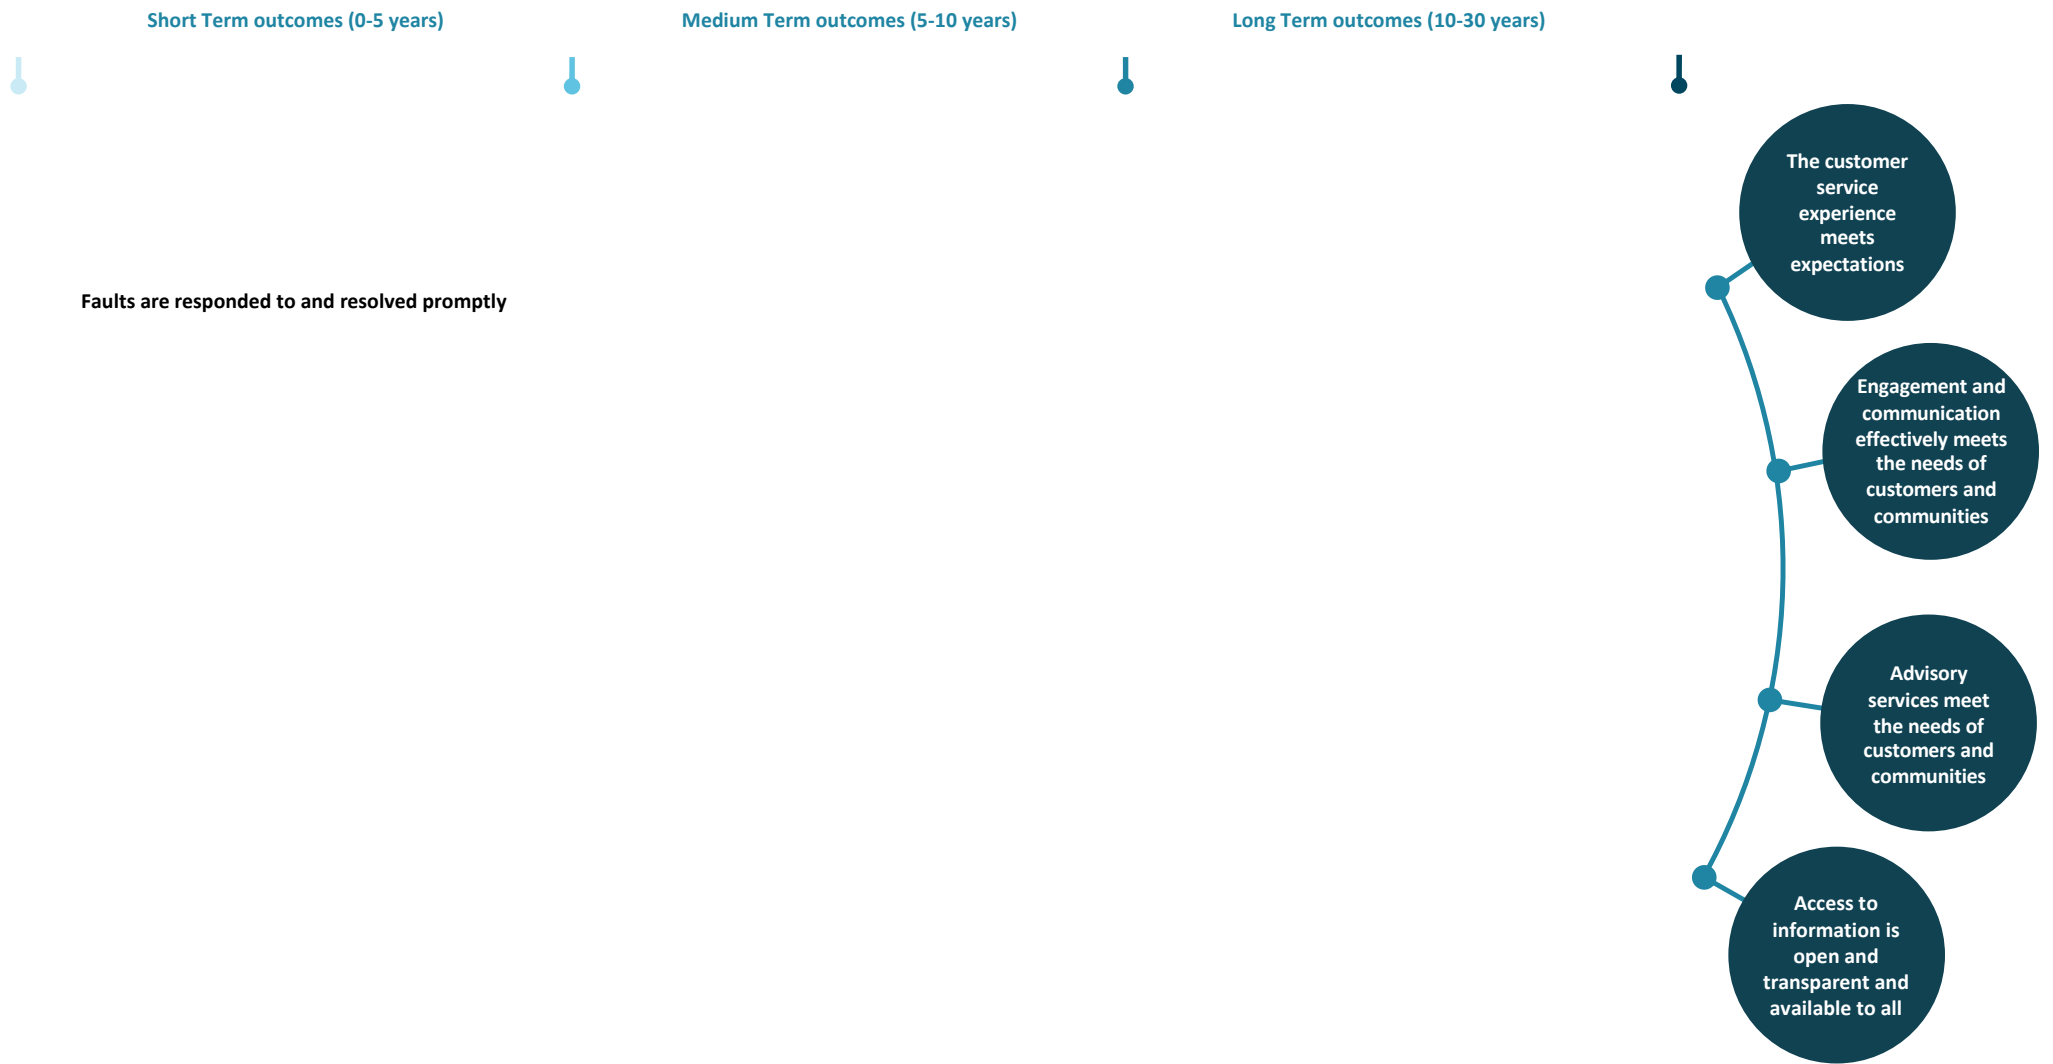 Short Term outcomes (0-5 years)
Medium Term outcomes (5-10 years)
Long Term outcomes (10-30 years)
The customer
service
experience
meets
expectations
Faults are responded to and resolved promptly
Engagement and
communication
effectively meets
the needs of
customers and
communities
Advisory
services meet
the needs of
customers and
communities
Access to
information is
open and
transparent and
available to all